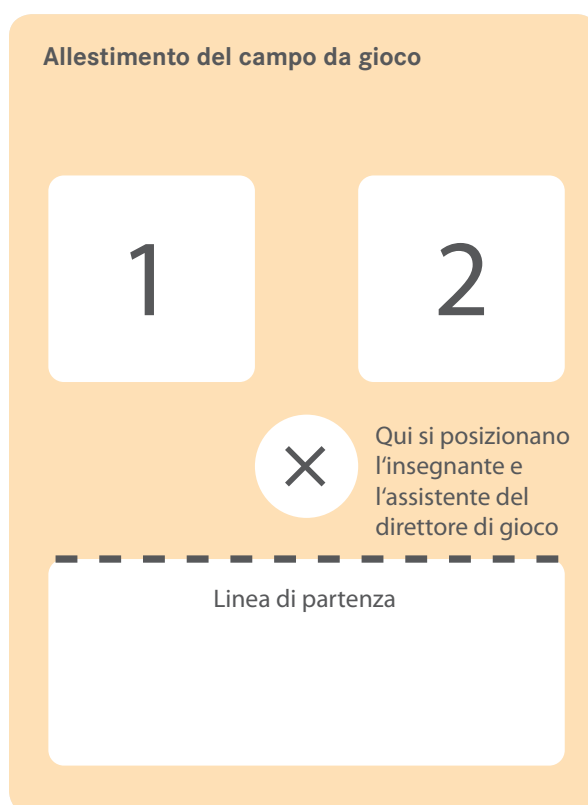 Allestimento del campo da gioco
1
2
×
Qui si posizionano
l‘insegnante e
l‘assistente del
direttore di gioco
Linea di partenza